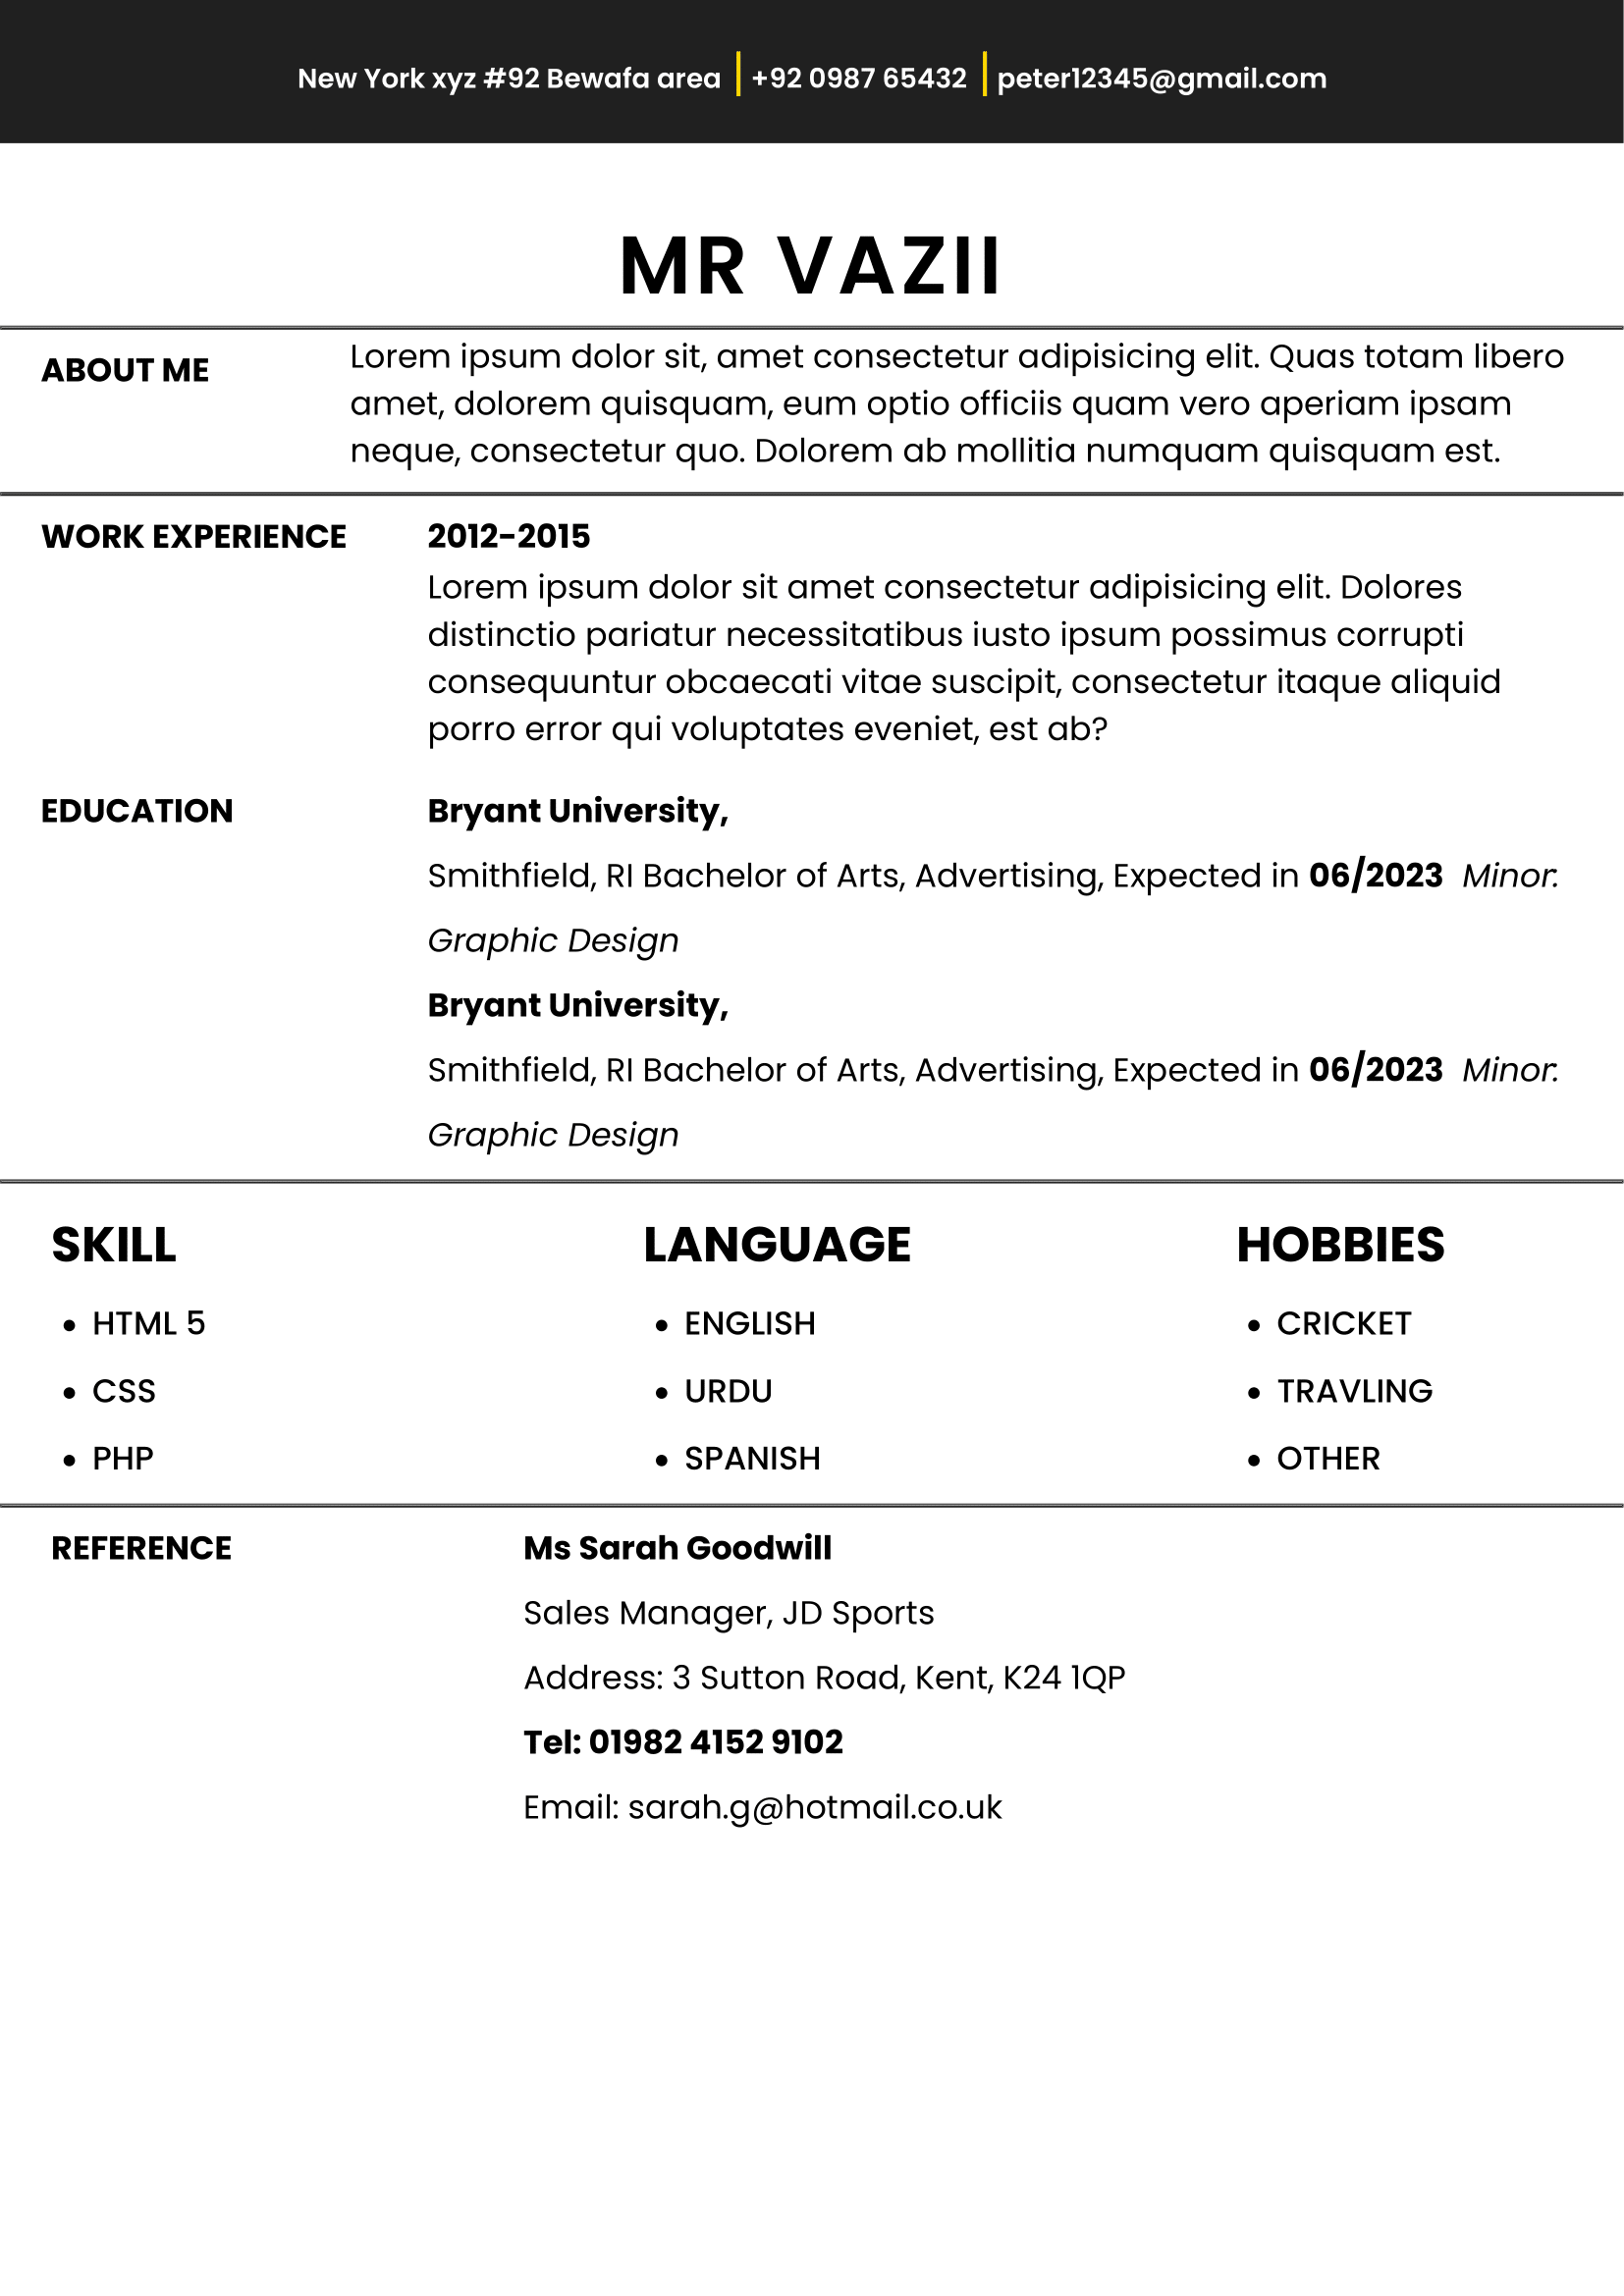 New York xyz #92 Bewafa area +92 0987 65432 peter12345@gmail.com
MR VAZII
ABOUT ME
Lorem ipsum dolor sit, amet consectetur adipisicing elit. Quas totam libero
amet, dolorem quisquam, eum optio officiis quam vero aperiam ipsam
neque, consectetur quo. Dolorem ab mollitia numquam quisquam est.
WORK EXPERIENCE
2012-2015
Lorem ipsum dolor sit amet consectetur adipisicing elit. Dolores
distinctio pariatur necessitatibus iusto ipsum possimus corrupti
consequuntur obcaecati vitae suscipit, consectetur itaque aliquid
porro error qui voluptates eveniet, est ab?
EDUCATION
Bryant University,
Smithfield, RI Bachelor of Arts, Advertising, Expected in 06/2023 Minor:
Graphic Design
Bryant University,
Smithfield, RI Bachelor of Arts, Advertising, Expected in 06/2023 Minor:
Graphic Design
SKILL
• HTML 5
• CSS
• PHP
LANGUAGE
• ENGLISH
• URDU
• SPANISH
HOBBIES
• CRICKET
• TRAVLING
• OTHER
REFERENCE
Ms Sarah Goodwill
Sales Manager, JD Sports
Address: 3 Sutton Road, Kent, K24 1QP
Tel: 01982 4152 9102
Email: sarah.g@hotmail.co.uk